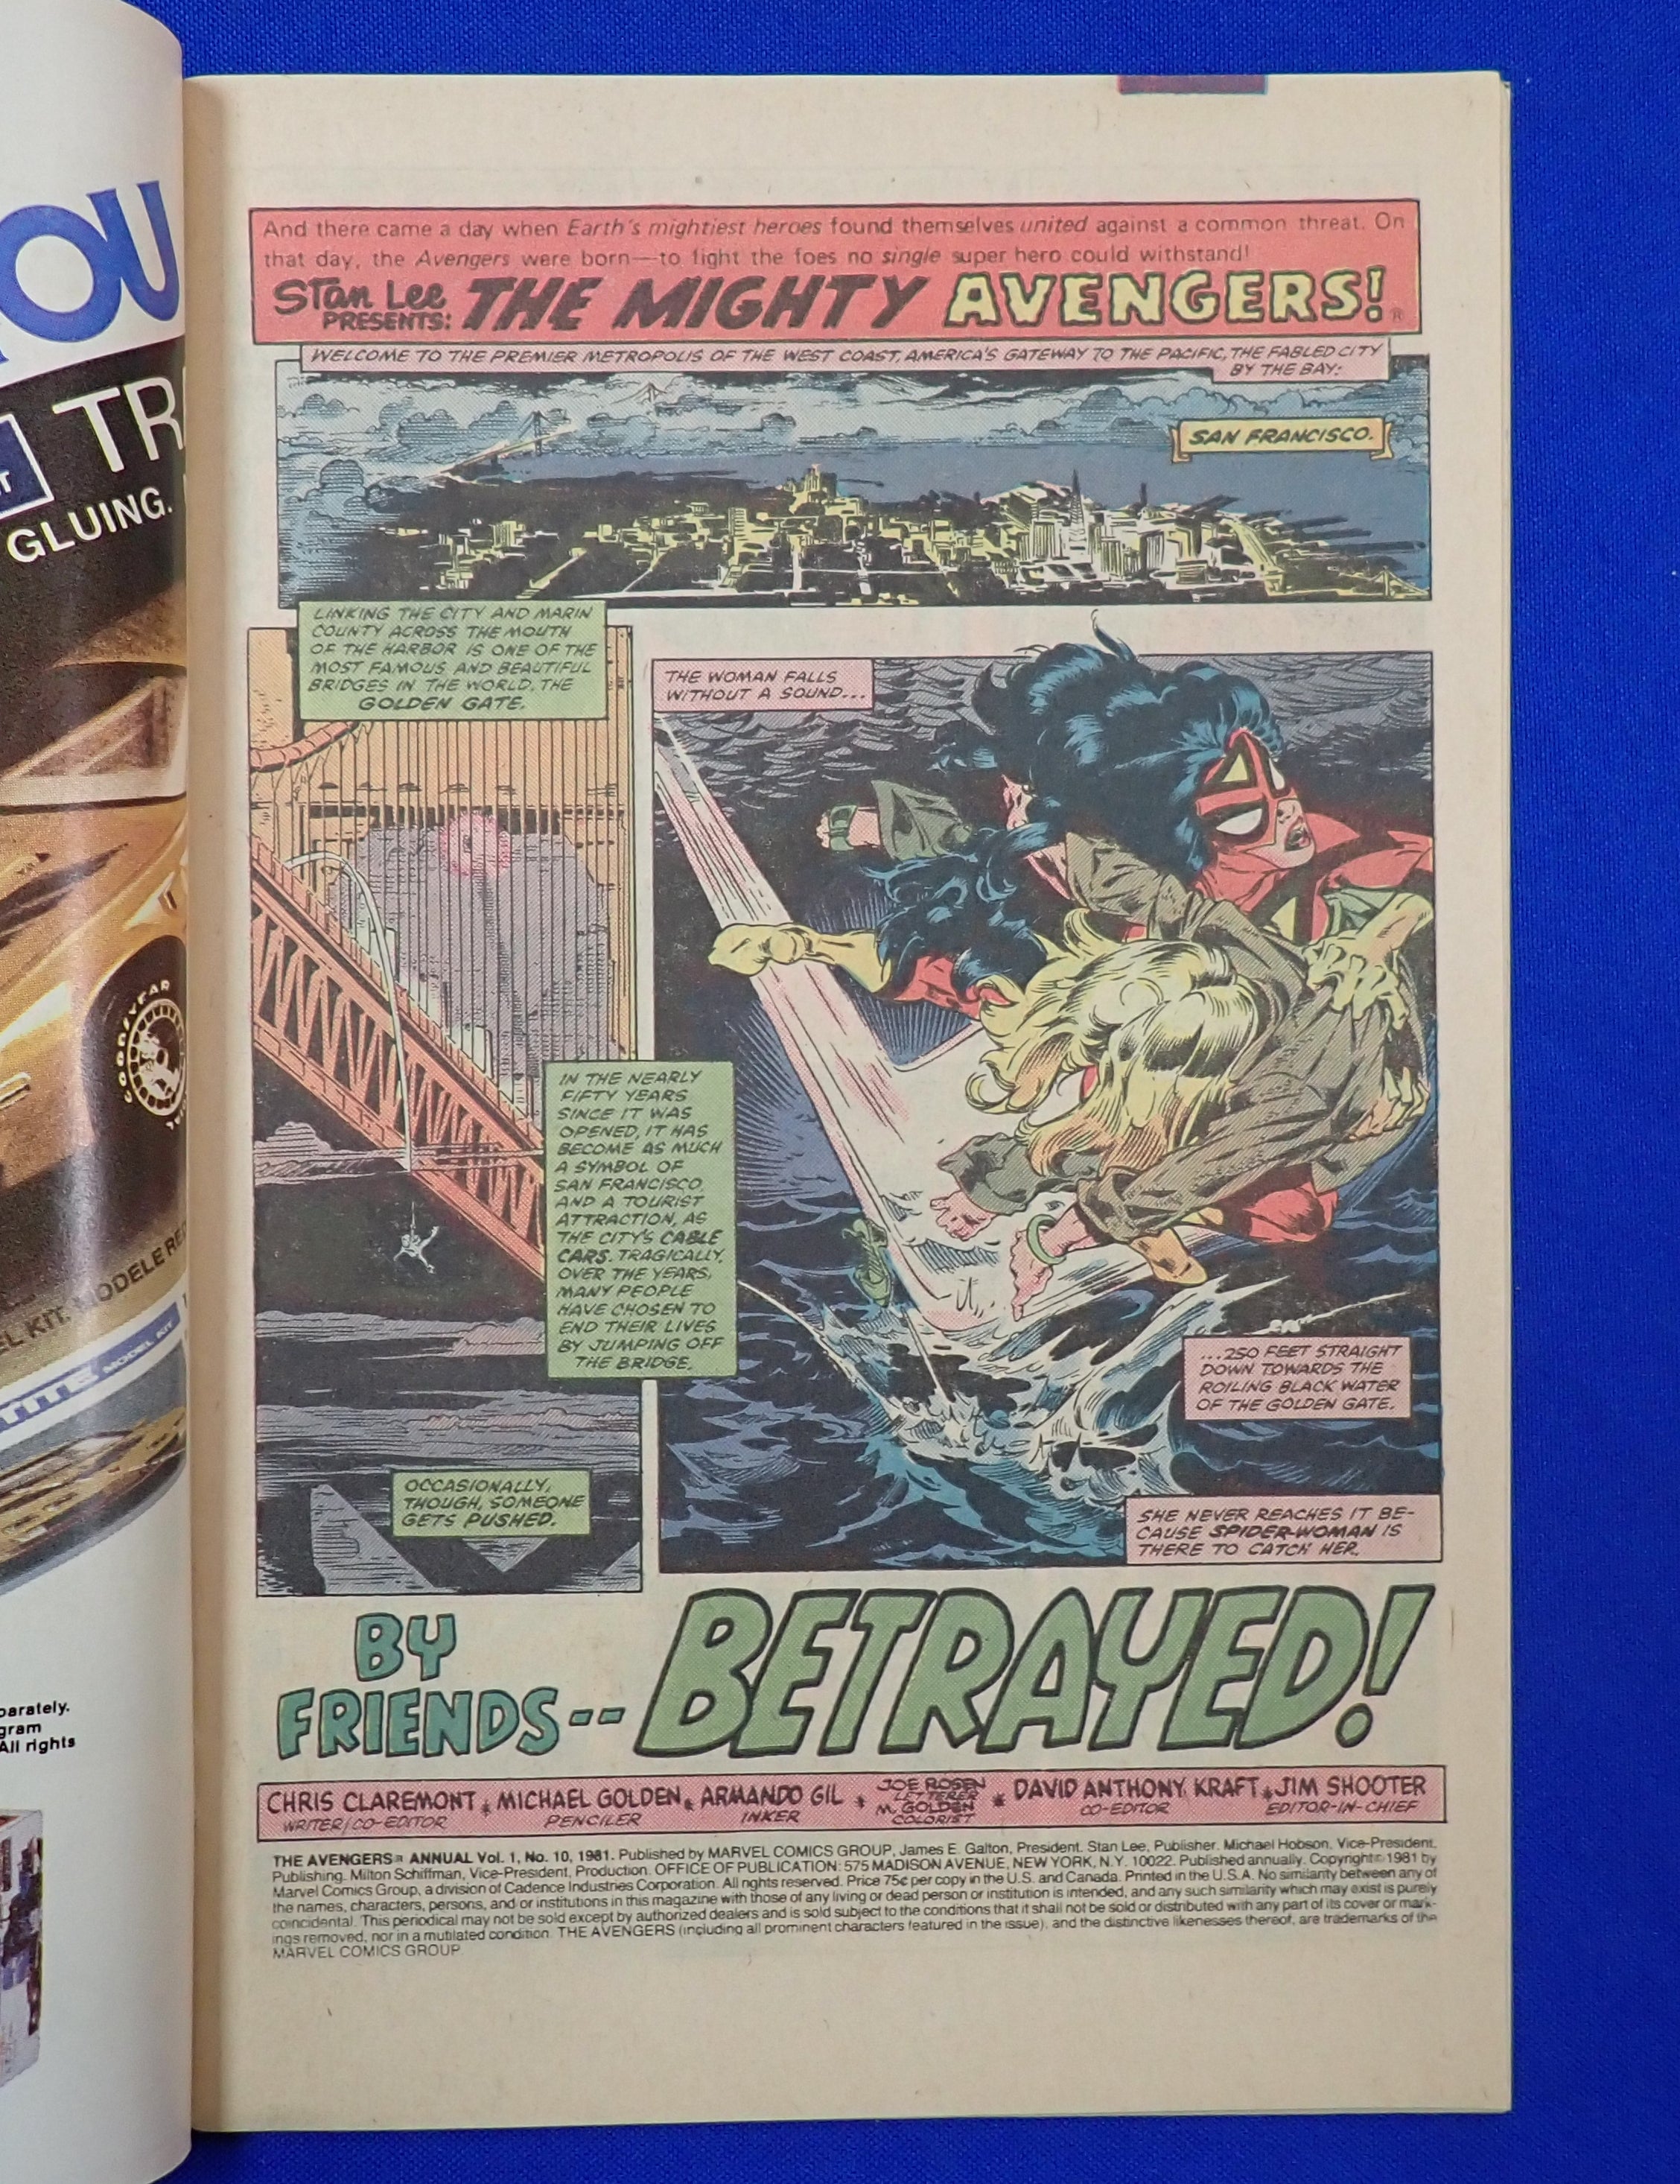 OU
TR
GLUING.
GOODYEAR
MODELE RE
EL KIT.
MODEL KIT
parately.
gram
All rights
And there came a day when Earth's mightiest heroes found themselves united against a common threat. On
that day, the Avengers were born—to fight the foes no single super hero could withstand!
STan Lee
PRESENTS:
THE MIGHTY AVENGERS!®
WELCOME TO THE PREMIER METROPOLIS OF THE WEST COAST, AMERICA'S GATEWAY TO THE PACIFIC, THE FABLED CITY
BY THE BAY:
SAN FRANCISCO.
LINKING THE CITY AND MARIN
COUNTY ACROSS THE MOUTH
OF THE HARBOR IS ONE OF THE
MOST FAMOUS AND BEAUTIFUL
BRIDGES IN THE WORLD, THE
GOLDEN GATE.
IN THE NEARLY
FIFTY YEARS
SINCE IT WAS
OPENED, IT HAS
BECOME AS MUCH
A SYMBOL OF
SAN FRANCISCO,
AND A TOURIST
ATTRACTION, AS
THE CITY'S CABLE
CARS. TRAGICALLY,
OVER THE YEARS,
MANY PEOPLE
HAVE CHOSEN TO
END THEIR LIVES
BY JUMPING OFF
THE BRIDGE.
OCCASIONALLY,
THOUGH, SOMEONE
GETS PUSHED.
THE WOMAN FALLS
WITHOUT A SOUND...
...250 FEET STRAIGHT
DOWN TOWARDS THE
ROILING BLACK WATER
OF THE GOLDEN GATE.
SHE NEVER REACHES IT BE-
CAUSE SPIDER-WOMAN IS
THERE TO CATCH HER.
BY
FRIENDS--
BETRAYED!
CHRIS CLAREMONT * MICHAEL GOLDEN * ARMANDO GIL * JOE ROSEN * DAVID ANTHONY KRAFT * JIM SHOOTER
WRITER/CO-EDITOR PENCILER INKER LETTERER CO-EDITOR EDITOR-IN-CHIEF
M. GOLDEN
COLORIST
THE AVENGERS® ANNUAL Vol. 1, No. 10, 1981. Published by MARVEL COMICS GROUP, James E. Galton, President. Stan Lee, Publisher. Michael Hobson, Vice-President,
Publishing. Milton Schiffman, Vice-President, Production. OFFICE OF PUBLICATION: 575 MADISON AVENUE, NEW YORK, N.Y. 10022. Published annually. Copyright © 1981 by
Marvel Comics Group, a division of Cadence Industries Corporation. All rights reserved. Price 75¢ per copy in the U.S. and Canada. Printed in the U.S.A. No similarity between any of
the names, characters, persons, and/or institutions in this magazine with those of any living or dead person or institution is intended, and any such similarity which may exist is purely
coincidental. This periodical may not be sold except by authorized dealers and is sold subject to the conditions that it shall not be sold or distributed with any part of its cover or mark-
ings removed, nor in a mutilated condition. THE AVENGERS (including all prominent characters featured in the issue), and the distinctive likenesses thereof, are trademarks of the
MARVEL COMICS GROUP.